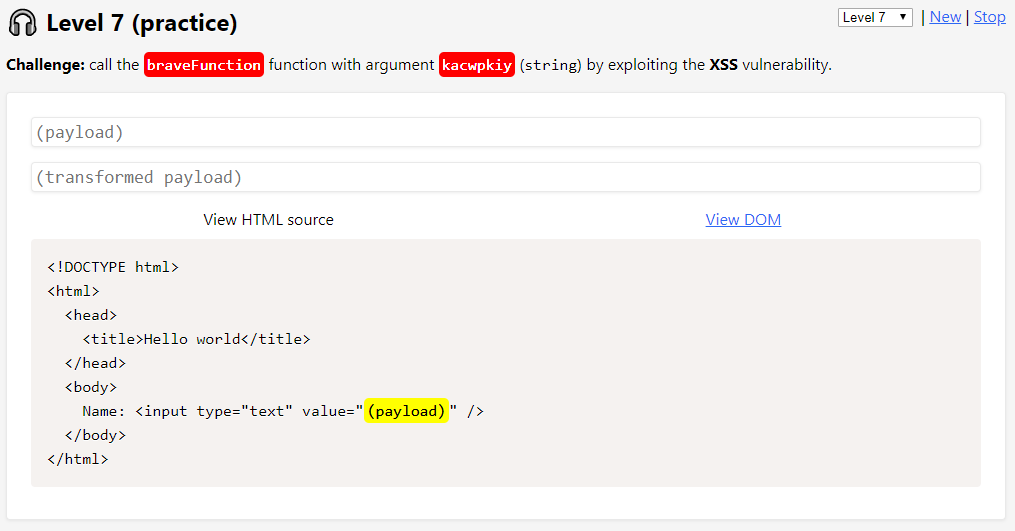 Level 7 (practice)
Level 7 | New | Stop
Challenge: call the braveFunction function with argument kacwpkiy (string) by exploiting the XSS vulnerability.
(payload)
(transformed payload)
View HTML source View DOM
<!DOCTYPE html>
<html>
  <head>
    <title>Hello world</title>
  </head>
  <body>
    Name: <input type="text" value="(payload)" />
  </body>
</html>